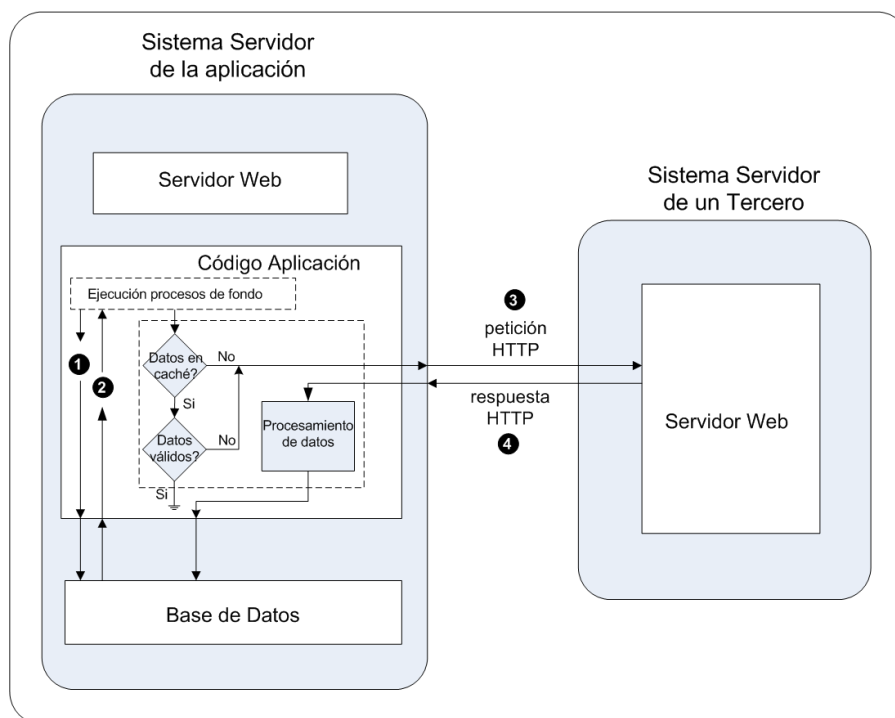 Sistema Servidor
de la aplicación
Servidor Web
Sistema Servidor
de un Tercero
Código Aplicación
Ejecución procesos de fondo
1
2
Datos en
caché?
No
Si
Datos
válidos?
No
Si
Procesamiento
de datos
3
petición
HTTP
respuesta
HTTP
4
Servidor Web
Base de Datos